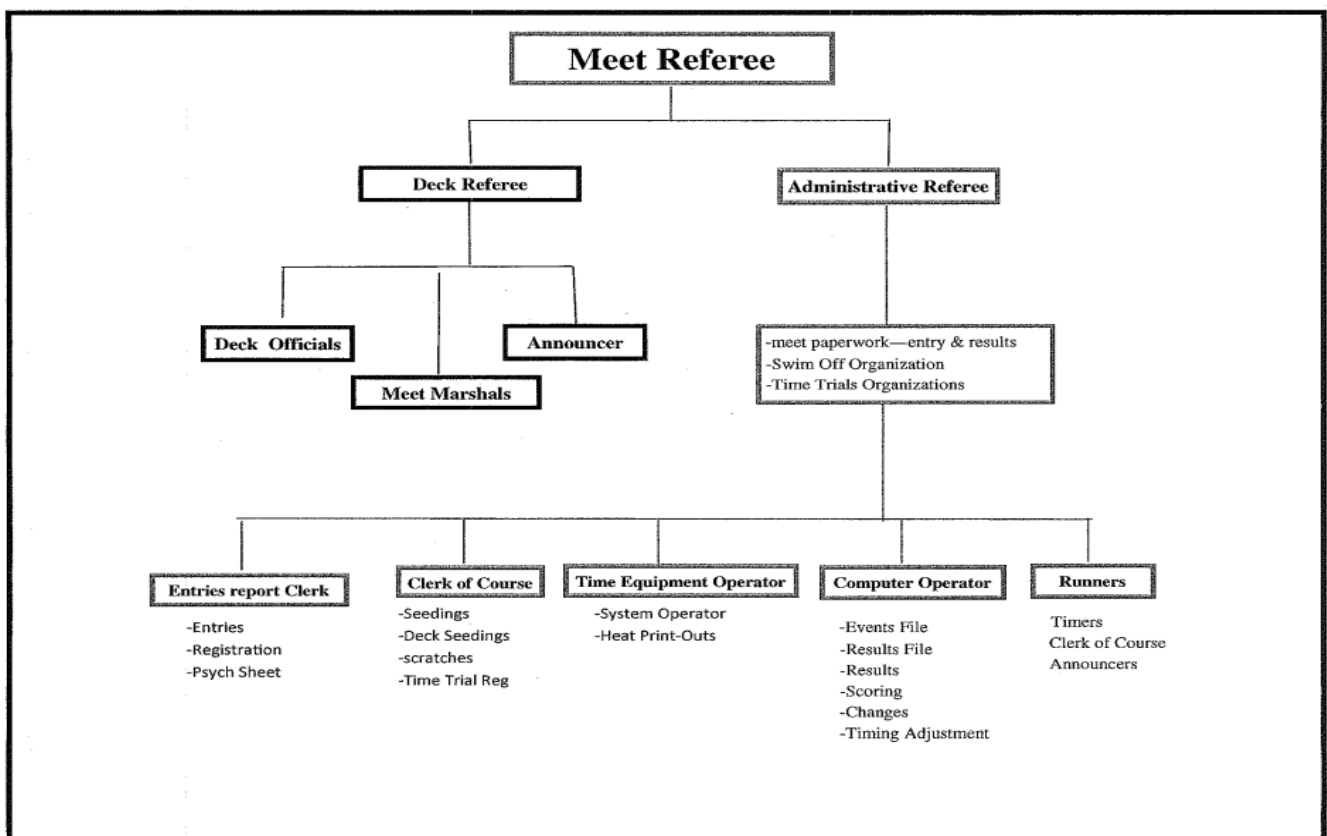 Meet Referee
Deck Referee
Administrative Referee
Deck Officials
Announcer
Meet Marshals
-meet paperwork—entry & results
-Swim Off Organization
-Time Trials Organizations
Entries report Clerk
-Entries
-Registration
-Psych Sheet
Clerk of Course
-Seedings
-Deck Seedings
-scratches
-Time Trial Reg
Time Equipment Operator
-System Operator
-Heat Print-Outs
Computer Operator
-Events File
-Results File
-Results
-Scoring
-Changes
-Timing Adjustment
Runners
Timers
Clerk of Course
Announcers